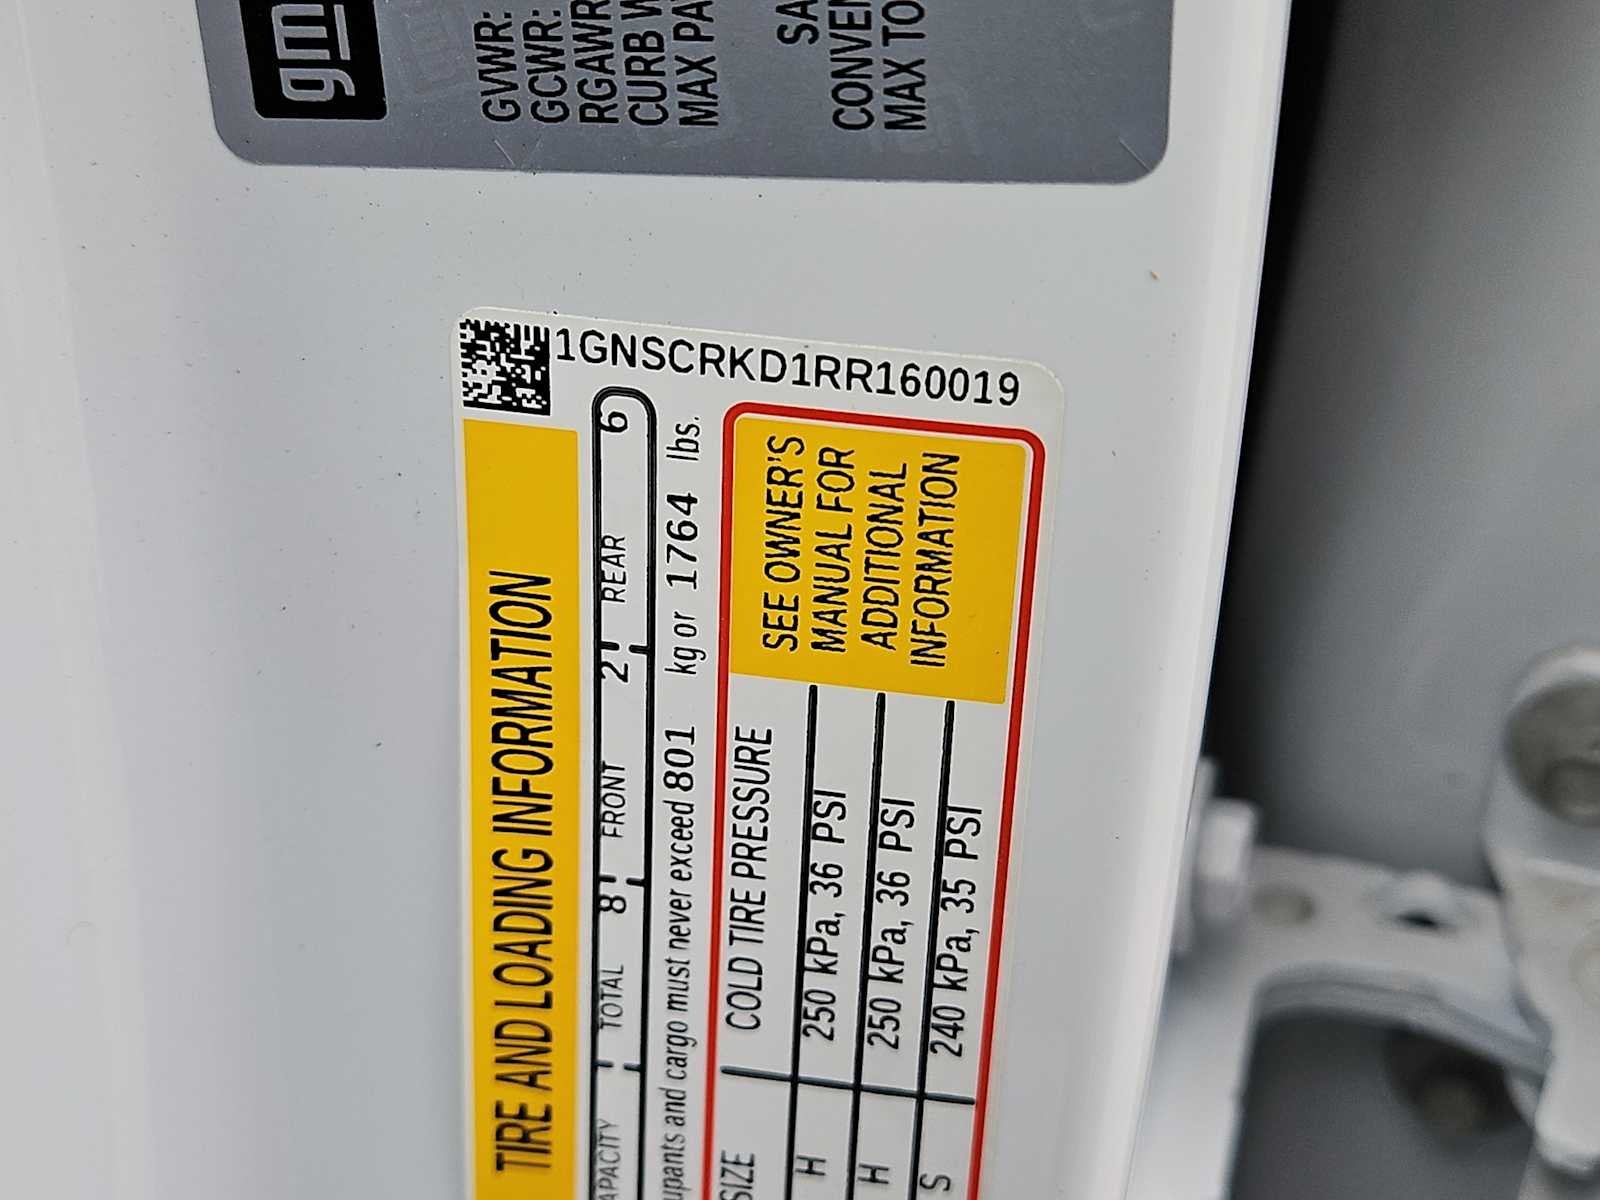 gm
GVWR:
GCWR:
RGAWR
CURB W
MAX PA
SA
CONVEN
MAX TO
1GNSCRKD1RR160019
TIRE AND LOADING INFORMATION
APACITY TOTAL 8 FRONT 2 REAR 6
upants and cargo must never exceed 801 kg or 1764 lbs.
SIZE COLD TIRE PRESSURE
H 250 kPa, 36 PSI
H 250 kPa, 36 PSI
S 240 kPa, 35 PSI
SEE OWNER'S
MANUAL FOR
ADDITIONAL
INFORMATION